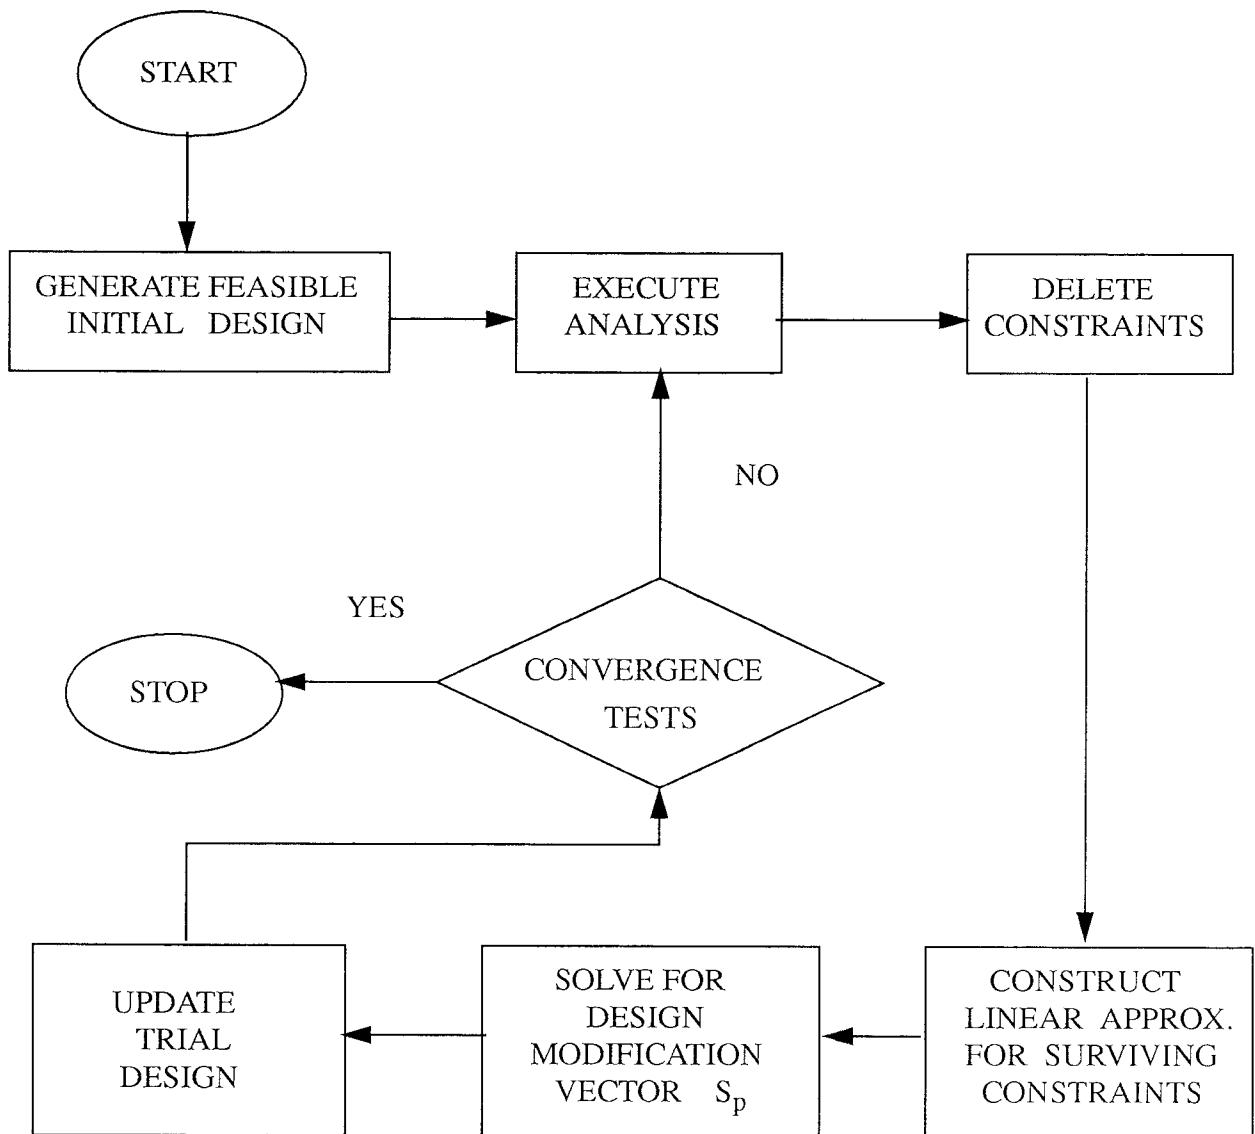 START
GENERATE FEASIBLE
INITIAL DESIGN
EXECUTE
ANALYSIS
DELETE
CONSTRAINTS
NO
YES
STOP
CONVERGENCE
TESTS
UPDATE
TRIAL
DESIGN
SOLVE FOR
DESIGN
MODIFICATION
VECTOR Sp
CONSTRUCT
LINEAR APPROX.
FOR SURVIVING
CONSTRAINTS